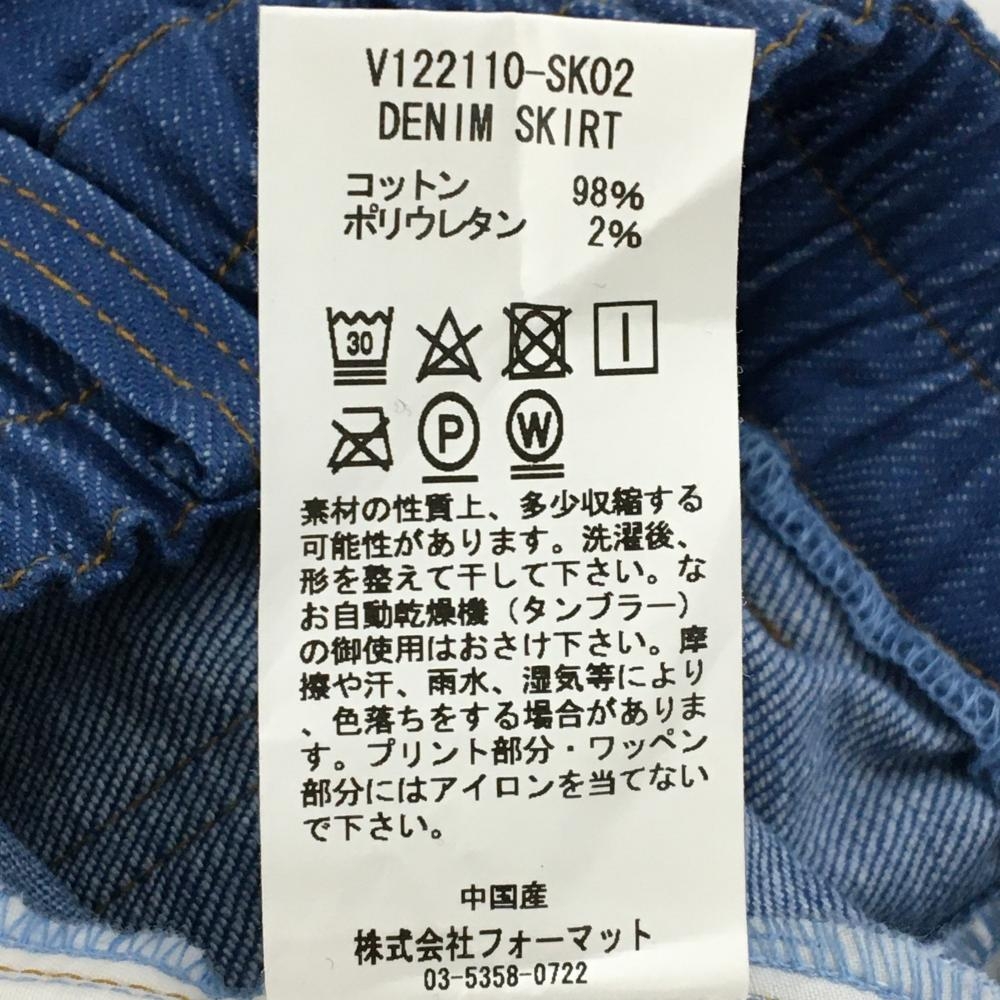 V122110-SK02
DENIM SKIRT
コットン 98%
ポリウレタン 2%
30
P W
素材の性質上、多少収縮する
可能性があります。洗濯後、
形を整えて干して下さい。な
お自動乾燥機（タンブラー）
の御使用はおさけ下さい。摩
擦や汗、雨水、湿気等により
、色落ちをする場合がありま
す。プリント部分・ワッペン
部分にはアイロンを当てない
で下さい。
中国産
株式会社フォーマット
03-5358-0722